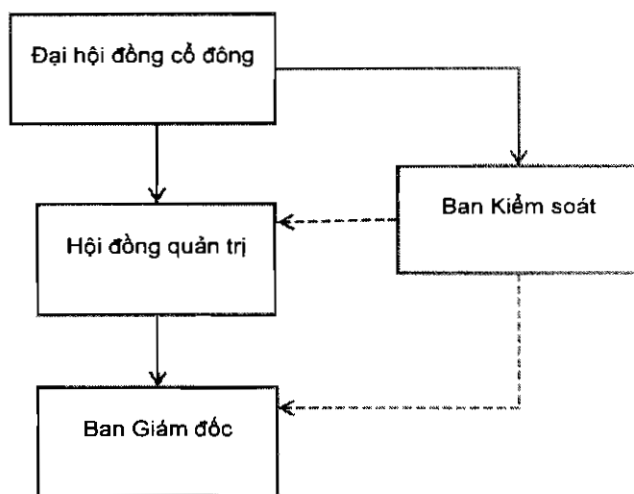 Đại hội đồng cổ đông
Ban Kiểm soát
Hội đồng quản trị
Ban Giám đốc